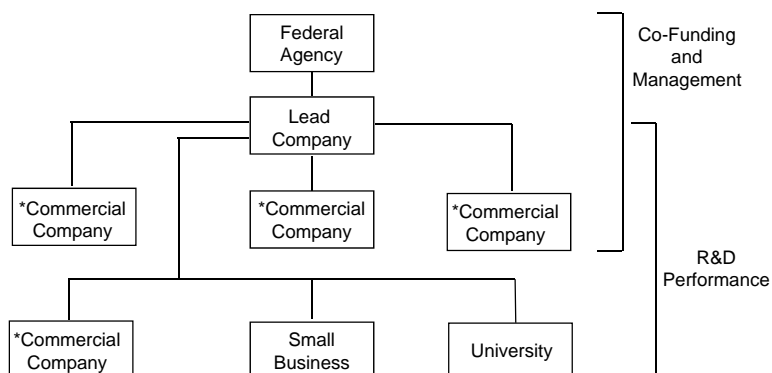 Federal
Agency
Co-Funding
and
Management
Lead
Company
*Commercial
Company
*Commercial
Company
*Commercial
Company
R&D
Performance
*Commercial
Company
Small
Business
University